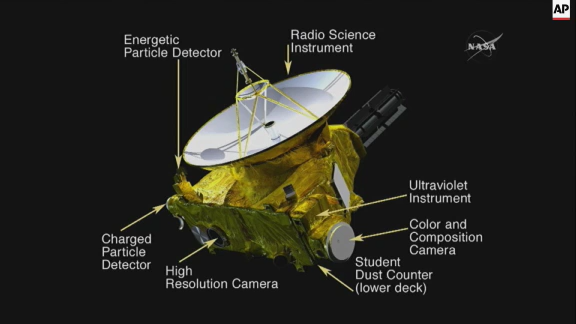 AP
NASA
Energetic
Particle Detector
Radio Science
Instrument
Ultraviolet
Instrument
Color and
Composition
Camera
Charged
Particle
Detector
High
Resolution Camera
Student
Dust Counter
(lower deck)